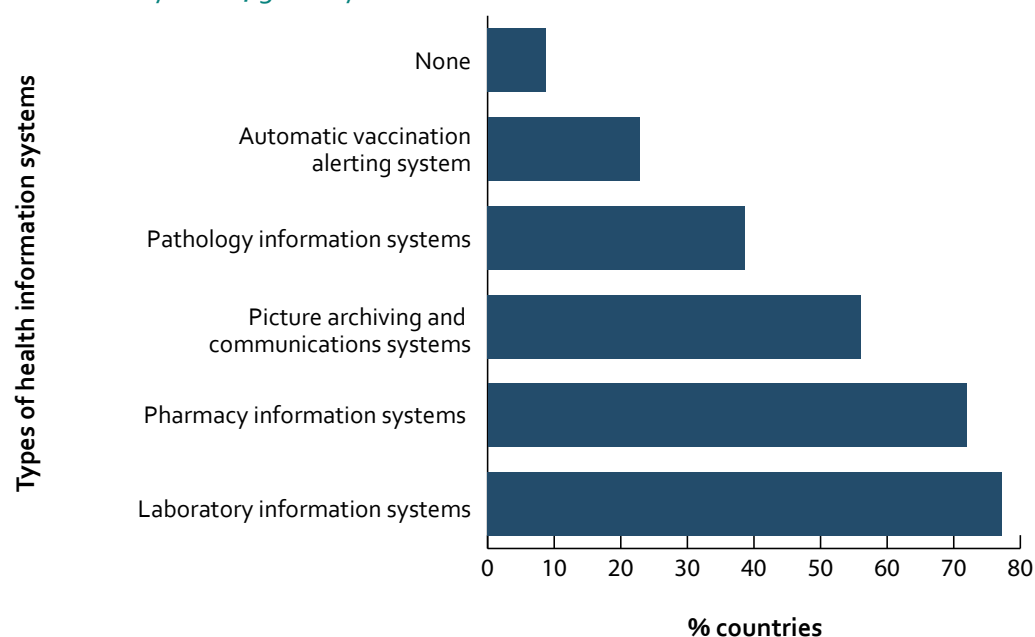 Types of health information systems
None
Automatic vaccination
alerting system
Pathology information systems
Picture archiving and
communications systems
Pharmacy information systems
Laboratory information systems
0 10 20 30 40 50 60 70 80
% countries